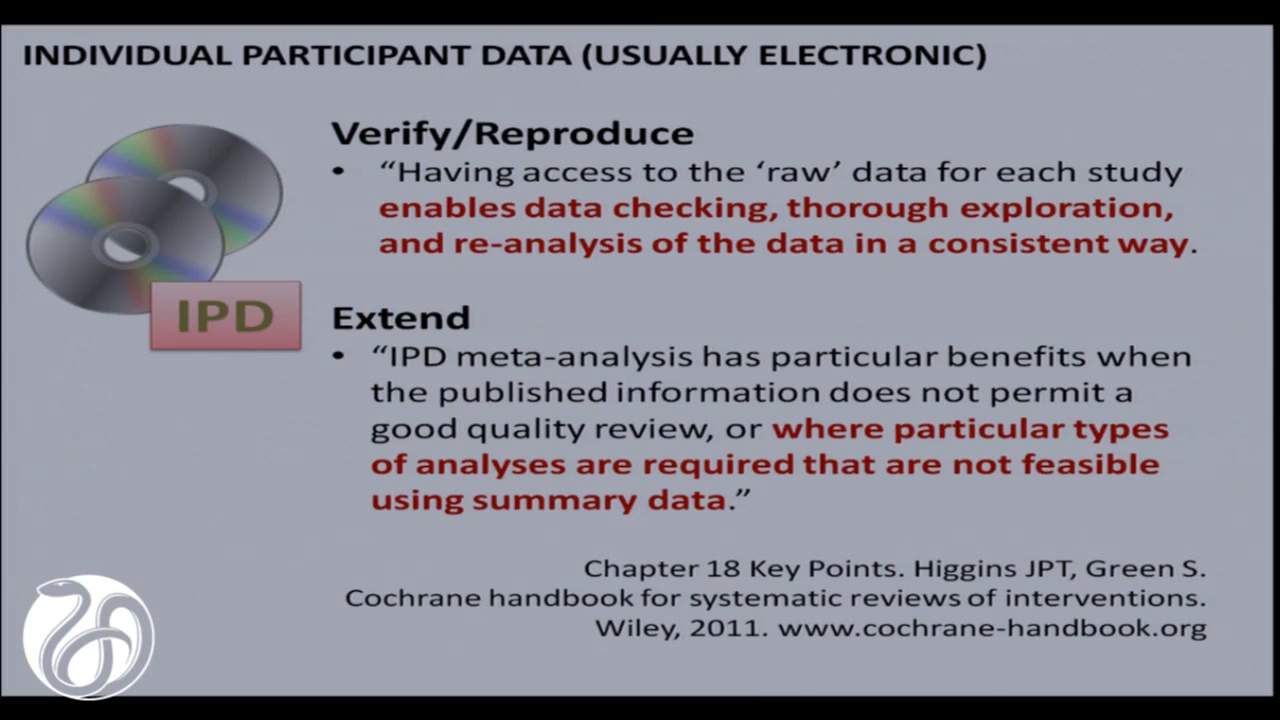 INDIVIDUAL PARTICIPANT DATA (USUALLY ELECTRONIC)
IPD
Verify/Reproduce
• “Having access to the ‘raw’ data for each study
enables data checking, thorough exploration,
and re-analysis of the data in a consistent way.
Extend
• “IPD meta-analysis has particular benefits when
the published information does not permit a
good quality review, or where particular types
of analyses are required that are not feasible
using summary data.”
Chapter 18 Key Points. Higgins JPT, Green S.
Cochrane handbook for systematic reviews of interventions.
Wiley, 2011. www.cochrane-handbook.org